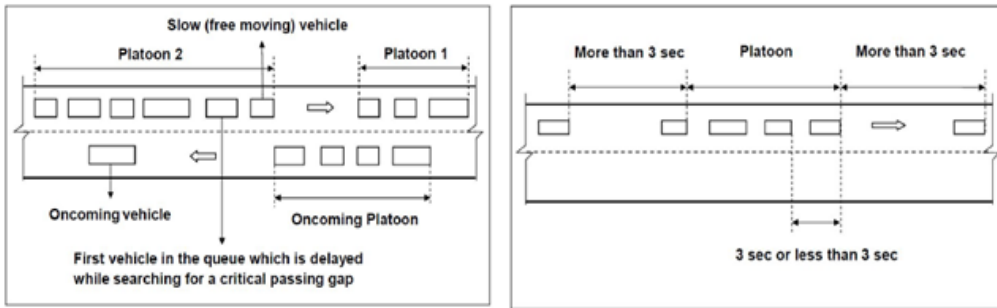 Slow (free moving) vehicle
Platoon 2
Platoon 1
Oncoming vehicle
Oncoming Platoon
First vehicle in the queue which is delayed
while searching for a critical passing gap
More than 3 sec
Platoon
More than 3 sec
3 sec or less than 3 sec